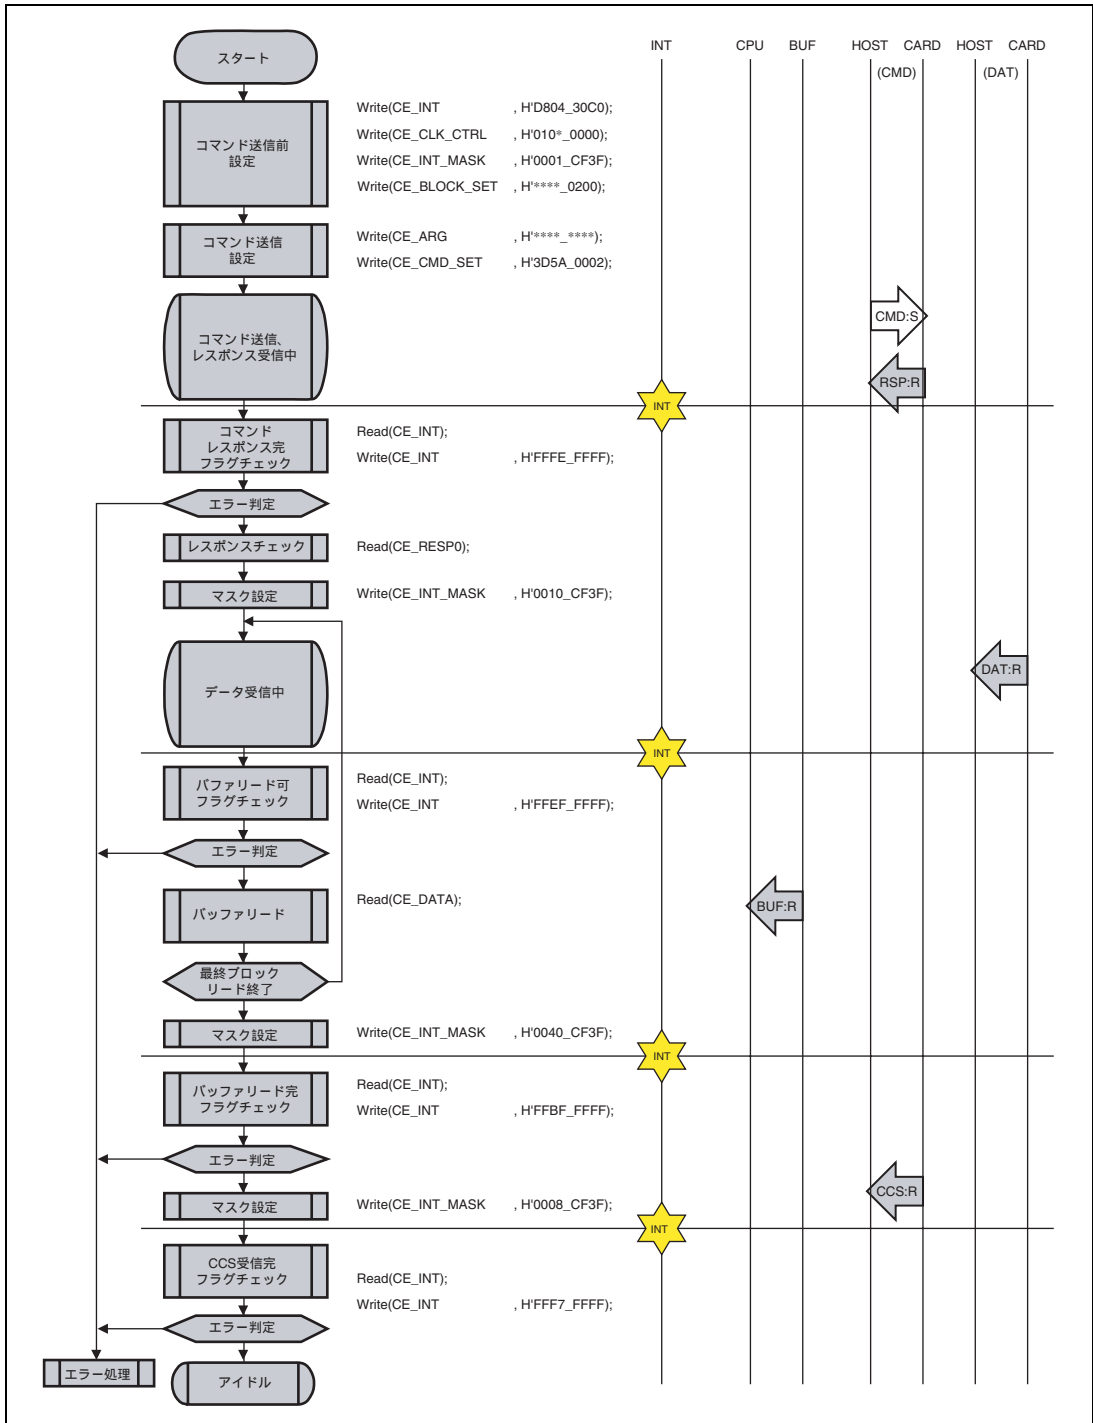 INT CPU BUF HOST CARD HOST CARD
(CMD) (DAT)
スタート
コマンド送信前
設定
Write(CE_INT , H'D804_30C0);
Write(CE_CLK_CTRL , H'010*_0000);
Write(CE_INT_MASK , H'0001_CF3F);
Write(CE_BLOCK_SET , H'****_0200);
コマンド送信
設定
Write(CE_ARG , H'****_****);
Write(CE_CMD_SET , H'3D5A_0002);
コマンド送信、
レスポンス受信中
CMD:S
RSP:R
INT
コマンド
レスポンス完
フラグチェック
Read(CE_INT);
Write(CE_INT , H'FFFE_FFFF);
エラー判定
レスポンスチェック
Read(CE_RESP0);
マスク設定
Write(CE_INT_MASK , H'0010_CF3F);
データ受信中
DAT:R
INT
バファリード可
フラグチェック
Read(CE_INT);
Write(CE_INT , H'FFEF_FFFF);
エラー判定
バッファリード
Read(CE_DATA);
BUF:R
最終ブロック
リード終了
マスク設定
Write(CE_INT_MASK , H'0040_CF3F);
INT
バッファリード完
フラグチェック
Read(CE_INT);
Write(CE_INT , H'FFBF_FFFF);
エラー判定
CCS:R
マスク設定
Write(CE_INT_MASK , H'0008_CF3F);
INT
CCS受信完
フラグチェック
Read(CE_INT);
Write(CE_INT , H'FFF7_FFFF);
エラー判定
エラー処理
アイドル